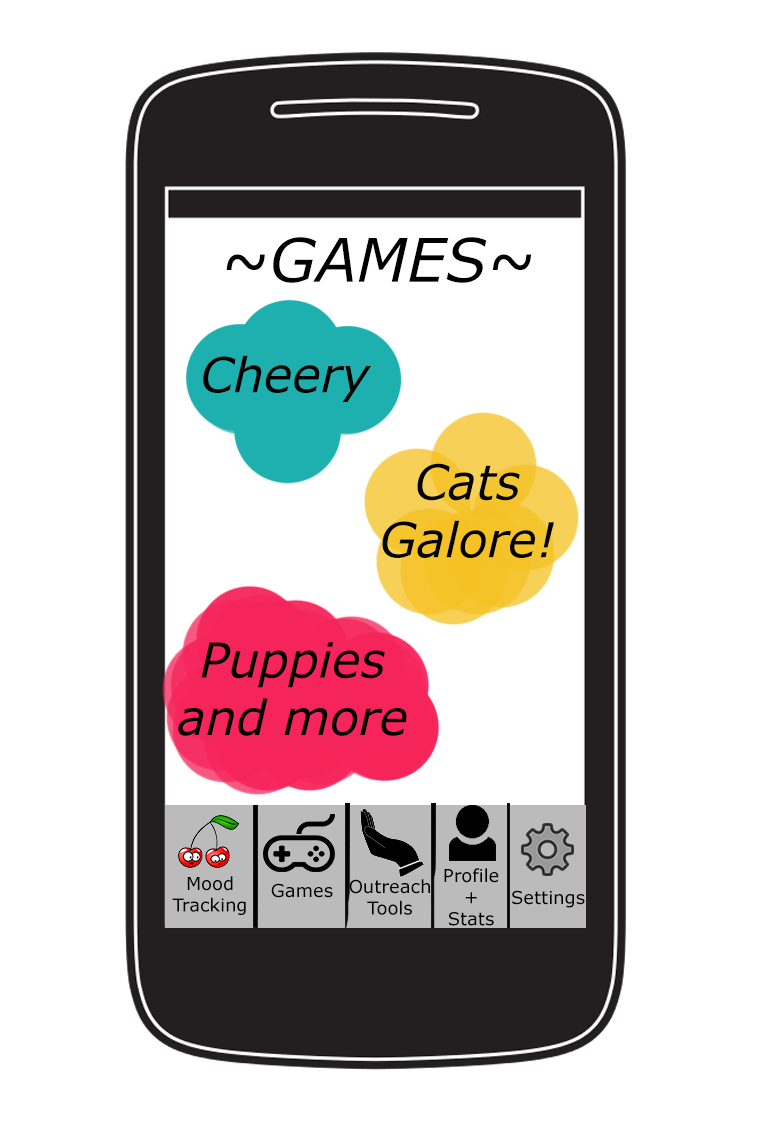 ~GAMES~
Cheery
Cats
Galore!
Puppies
and more
Mood
Tracking
Games
Outreach
Tools
Profile
+
Stats
Settings